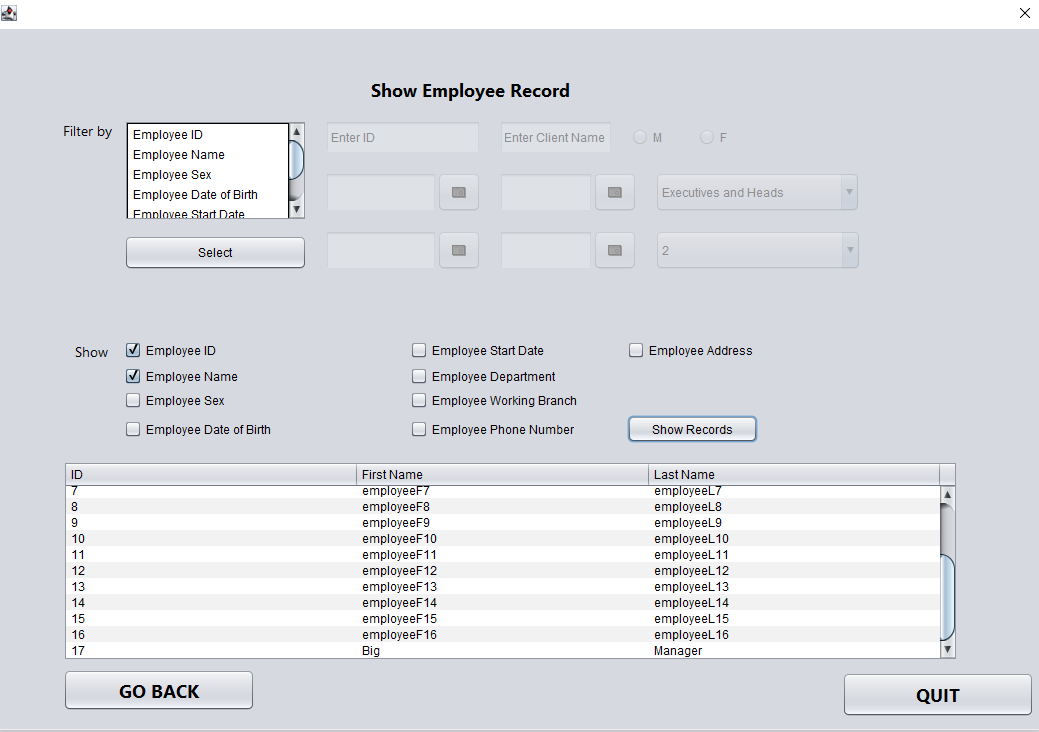 Show Employee Record
Filter by
Employee ID
Employee Name
Employee Sex
Employee Date of Birth
Employee Start Date
Select
Enter ID
Enter Client Name
M
F
Executives and Heads
2
Show
Employee ID
Employee Start Date
Employee Address
Employee Name
Employee Department
Employee Sex
Employee Working Branch
Employee Date of Birth
Employee Phone Number
Show Records
ID First Name Last Name
7 employeeF7 employeeL7
8 employeeF8 employeeL8
9 employeeF9 employeeL9
10 employeeF10 employeeL10
11 employeeF11 employeeL11
12 employeeF12 employeeL12
13 employeeF13 employeeL13
14 employeeF14 employeeL14
15 employeeF15 employeeL15
16 employeeF16 employeeL16
17 Big Manager
GO BACK
QUIT